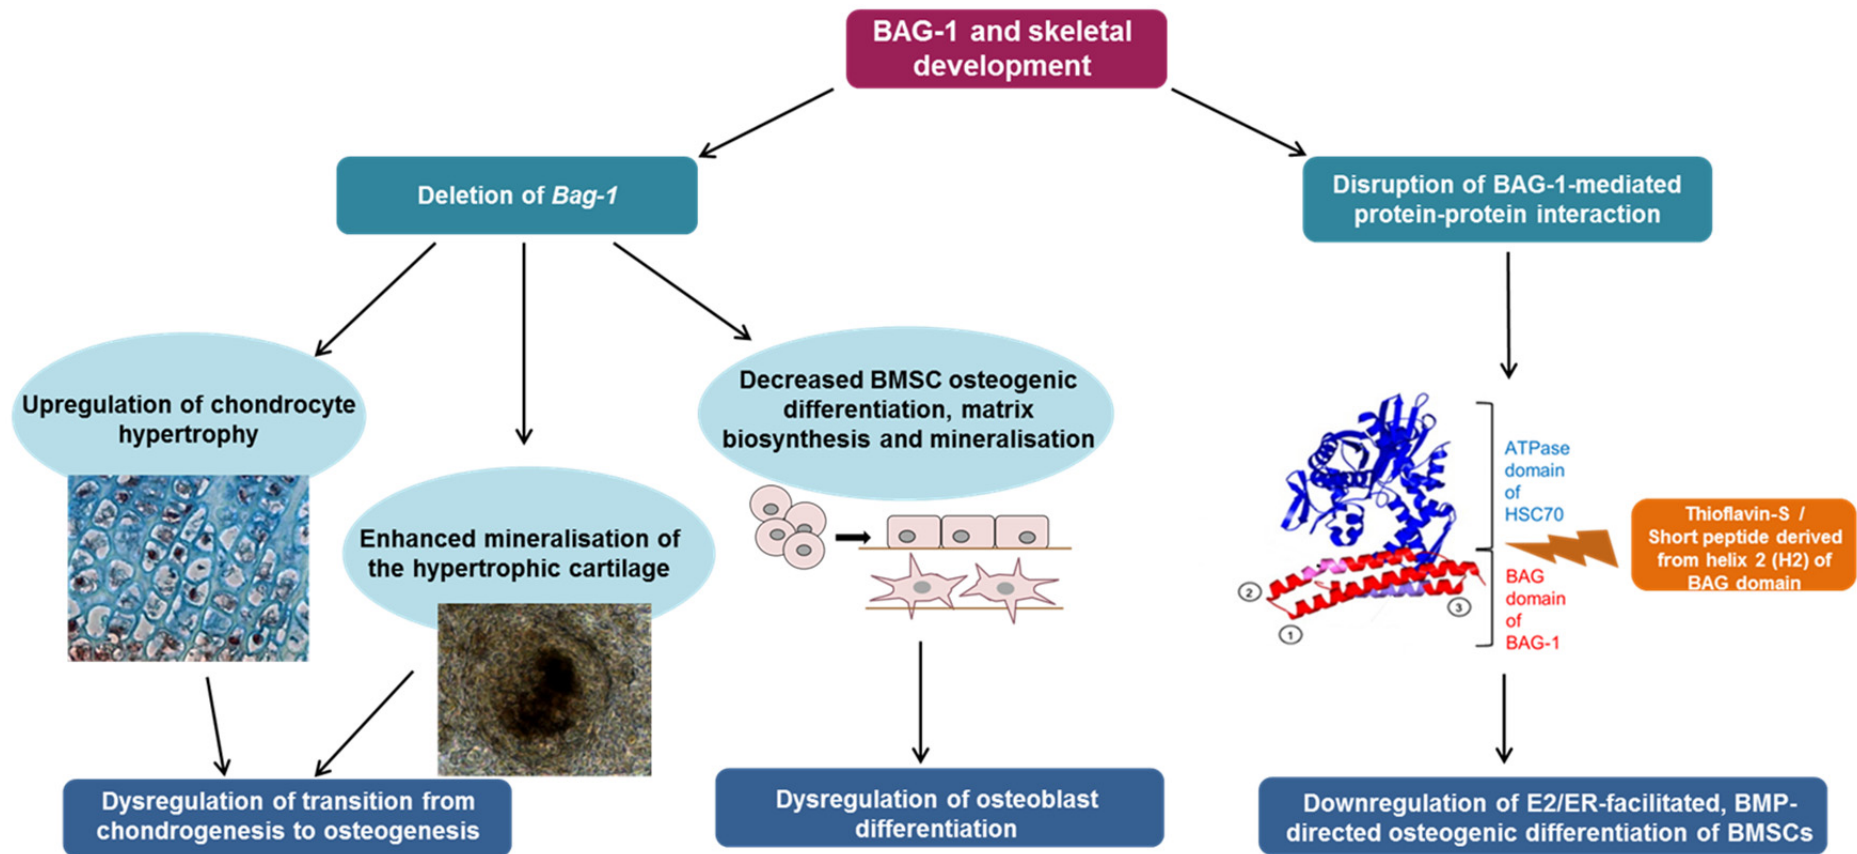 BAG-1 and skeletal
development
Deletion of Bag-1
Disruption of BAG-1-mediated
protein-protein interaction
Upregulation of chondrocyte
hypertrophy
Enhanced mineralisation of
the hypertrophic cartilage
Decreased BMSC osteogenic
differentiation, matrix
biosynthesis and mineralisation
ATPase
domain
of
HSC70
BAG
domain
of
BAG-1
2
1
3
Thioflavin-S /
Short peptide derived
from helix 2 (H2) of
BAG domain
Dysregulation of transition from
chondrogenesis to osteogenesis
Dysregulation of osteoblast
differentiation
Downregulation of E2/ER-facilitated, BMP-
directed osteogenic differentiation of BMSCs